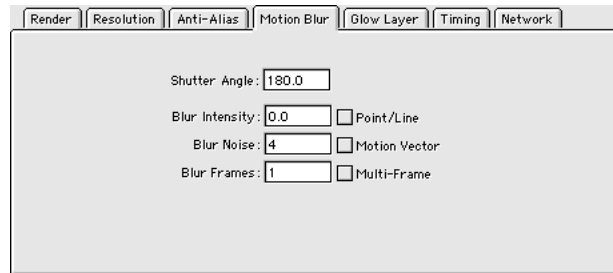 Render Resolution Anti-Alias Motion Blur Glow Layer Timing Network
Shutter Angle: 180.0
Blur Intensity: 0.0 Point/Line
Blur Noise: 4 Motion Vector
Blur Frames: 1 Multi-Frame